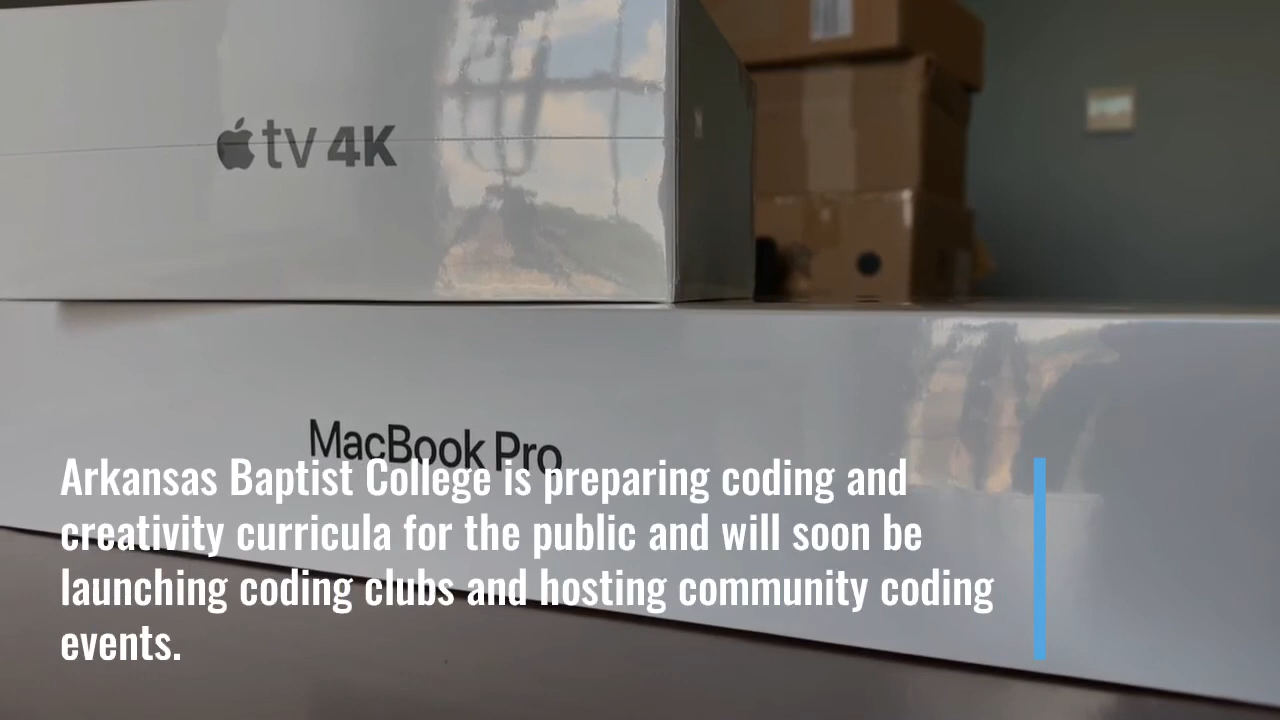 tv 4K
MacBook Pro
Arkansas Baptist College is preparing coding and
creativity curricula for the public and will soon be
launching coding clubs and hosting community coding
events.